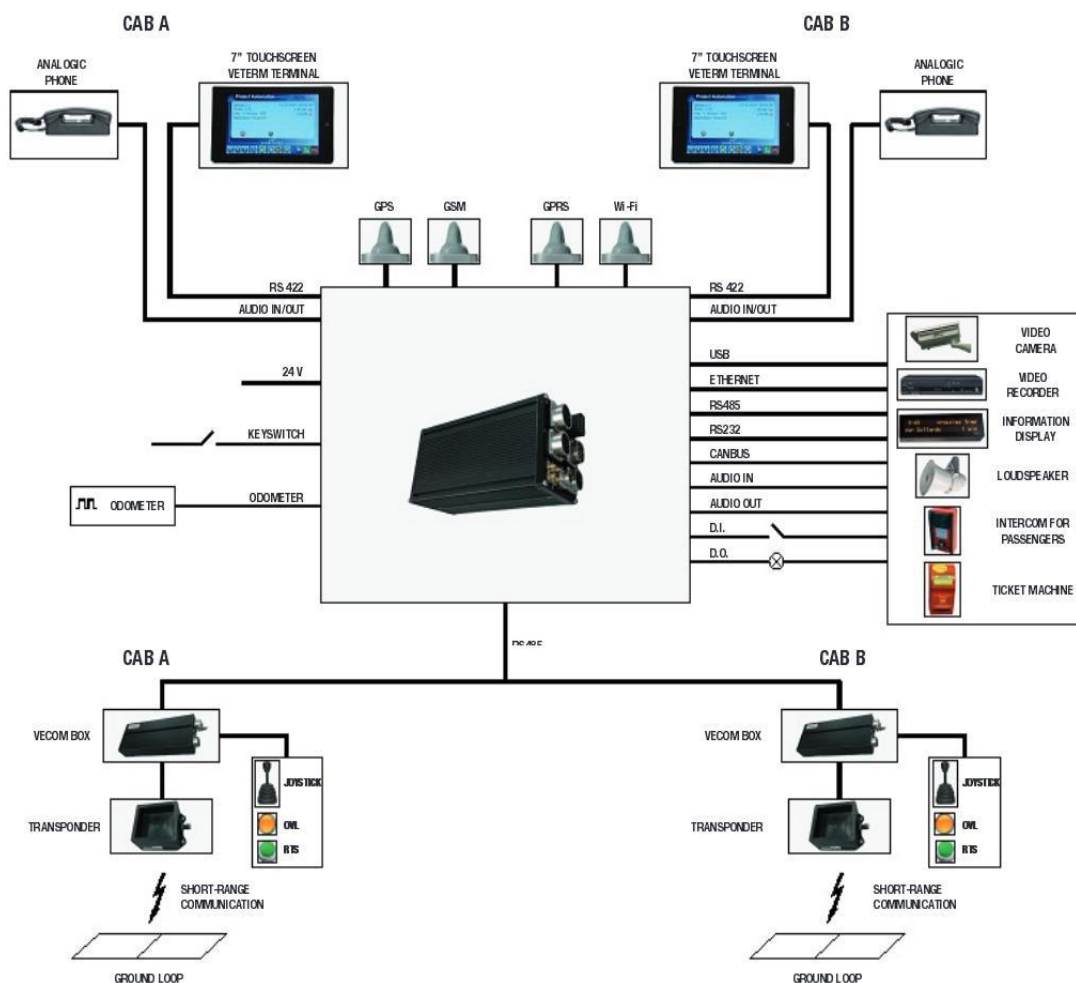 CAB A
CAB B
ANALOGIC
PHONE
7" TOUCHSCREEN
VETERM TERMINAL
7" TOUCHSCREEN
VETERM TERMINAL
ANALOGIC
PHONE
GPS
GSM
GPRS
Wi-Fi
RS 422
AUDIO IN/OUT
24 V
KEYSWITCH
ODOMETER
ODOMETER
RS 422
AUDIO IN/OUT
USB
ETHERNET
RS485
RS232
CANBUS
AUDIO IN
AUDIO OUT
D.I.
D.O.
VIDEO
CAMERA
VIDEO
RECORDER
INFORMATION
DISPLAY
LOUDSPEAKER
INTERCOM FOR
PASSENGERS
TICKET MACHINE
RS485
CAB A
CAB B
VECOM BOX
JOYSTICK
OVL
RTS
TRANSPONDER
SHORT-RANGE
COMMUNICATION
GROUND LOOP
VECOM BOX
JOYSTICK
OVL
RTS
TRANSPONDER
SHORT-RANGE
COMMUNICATION
GROUND LOOP